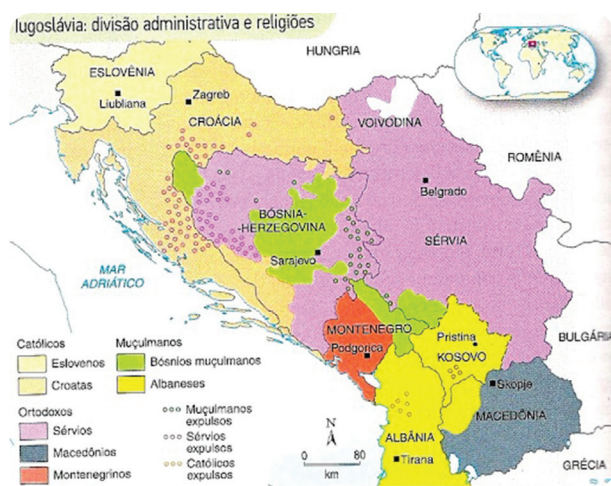 Iugoslávia: divisão administrativa e religiões
HUNGRIA
ESLOVÊNIA
Liubliana
Zagreb
CROÁCIA
VOIVODINA
ROMÊNIA
Belgrado
BÓSNIA-
HERZEGOVINA
SÉRVIA
Sarajevo
MAR
ADRIÁTICO
MONTENEGRO
Podgorica
Pristina
KOSOVO
BULGÁRIA
Skopje
MACEDÔNIA
ALBÂNIA
Tirana
GRÉCIA
Católicos
Eslovenos
Croatas
Muçulmanos
Bósnios muçulmanos
Albaneses
Ortodoxos
Sérvios
Macedônios
Montenegrinos
Muçulmanos
expulsos
Sérvios
expulsos
Católicos
expulsos
N
0 80
km